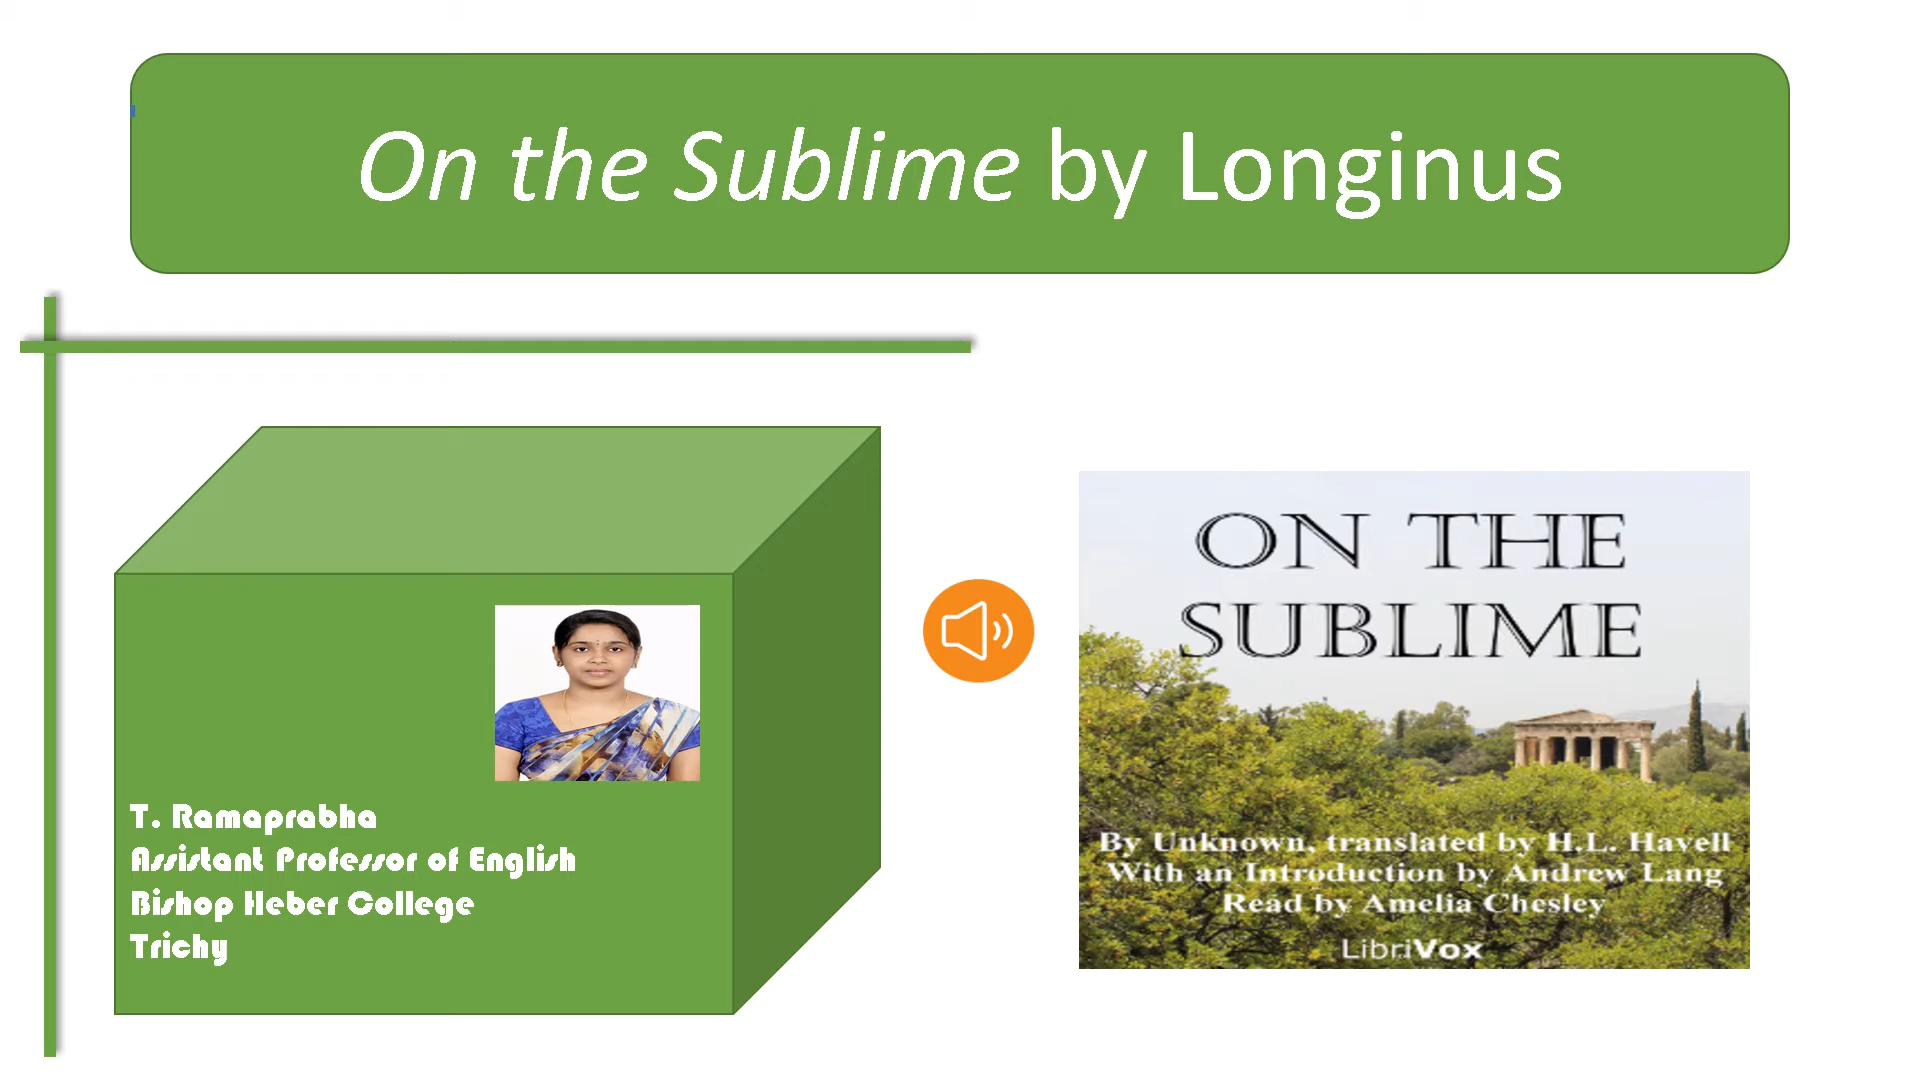 On the Sublime by Longinus
T. Ramaprabha
Assistant Professor of English
Bishop Heber College
Trichy
ON THE
SUBLIME
By Unknown, translated by H.L. Havell
With an Introduction by Andrew Lang
Read by Amelia Chesley
LibriVox